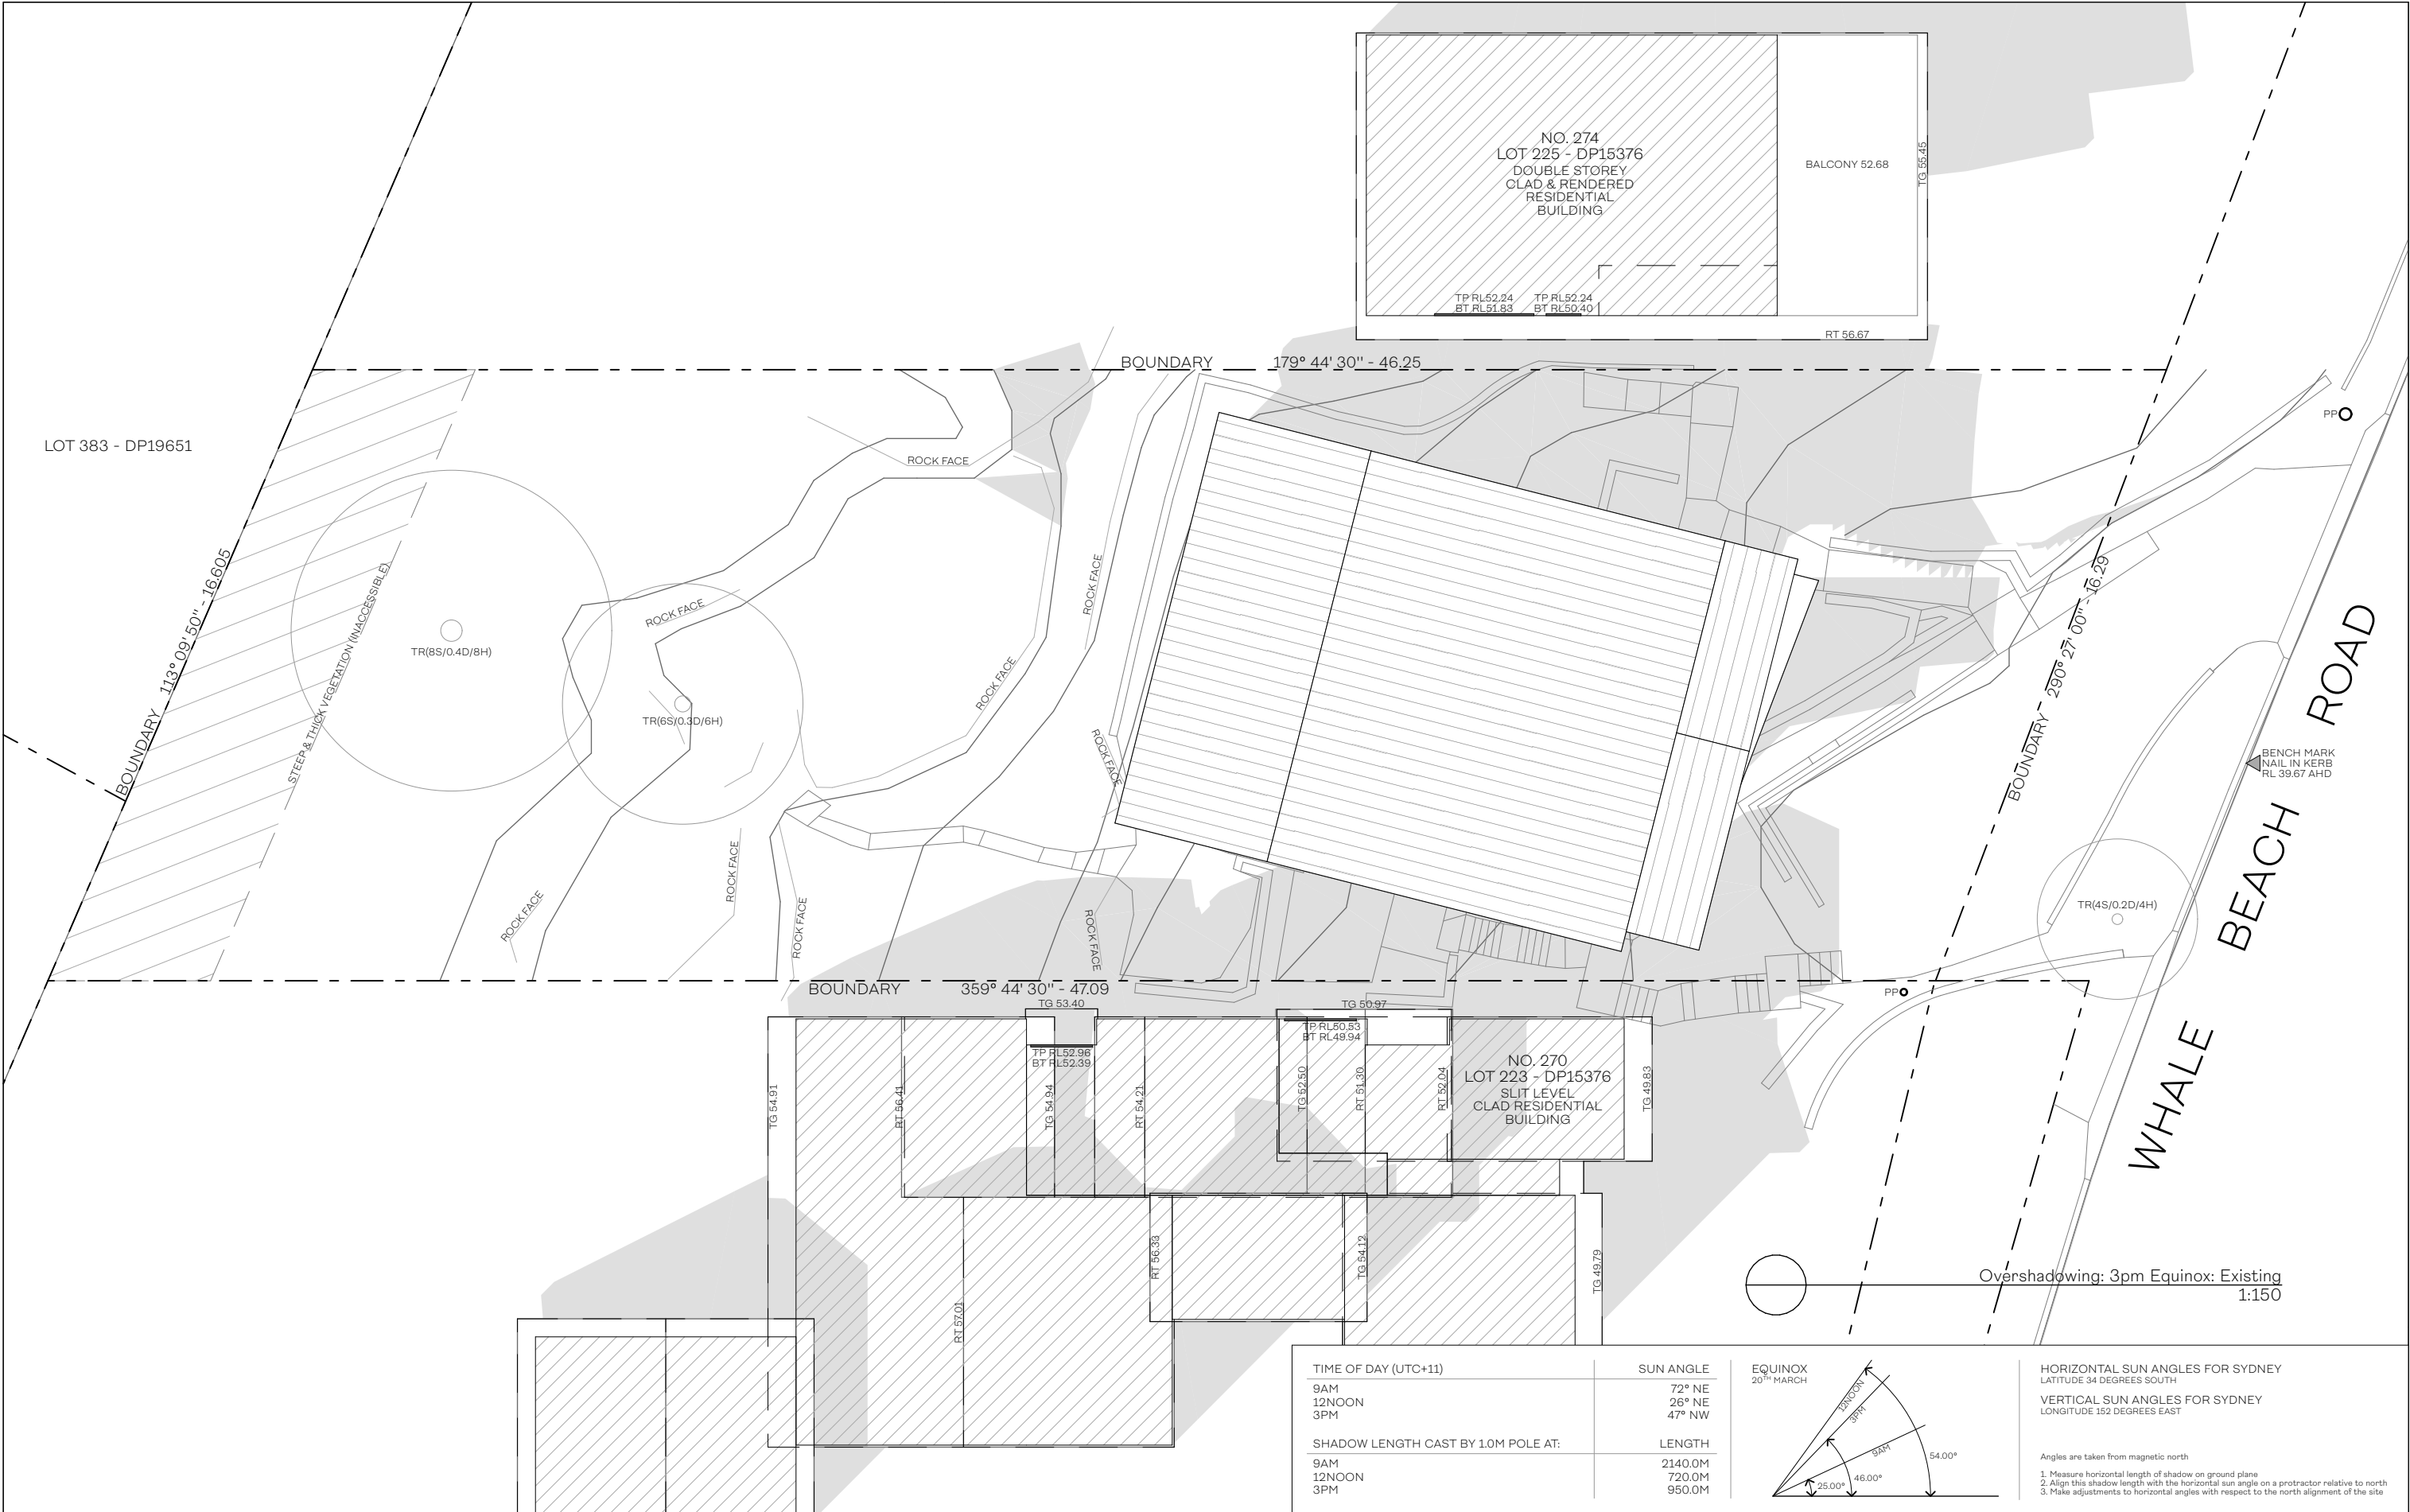 NO. 274
LOT 225 - DP15376
DOUBLE STOREY
CLAD & RENDERED
RESIDENTIAL
BUILDING
BALCONY 52.68
TG 55.45
TP RL52.24
BT RL51.83
TP RL52.24
BT RL50.40
RT 56.67
BOUNDARY 179° 44' 30'' - 46.25
PP
LOT 383 - DP19651
ROCK FACE
BOUNDARY 113° 09' 50'' - 16.605
STEEP & THICK VEGETATION (INACCESSIBLE)
TR(8S/0.4D/8H)
ROCK FACE
TR(6S/0.3D/6H)
ROCK FACE
ROCK FACE
ROCK FACE
ROCK FACE
ROCK FACE
ROCK FACE
ROCK FACE
BOUNDARY 290° 27' 00'' - 16.29
BENCH MARK
NAIL IN KERB
RL 39.67 AHD
WHALE BEACH ROAD
TR(4S/0.2D/4H)
PP
BOUNDARY 359° 44' 30'' - 47.09
TG 53.40
TG 50.97
TP RL52.96
BT RL52.39
TP RL50.53
BT RL49.94
NO. 270
LOT 223 - DP15376
SLIT LEVEL
CLAD RESIDENTIAL
BUILDING
TG 54.91
RT 56.41
TG 54.94
RT 54.21
TG 52.50
RT 51.30
RT 52.04
TG 49.83
RT 56.33
TG 54.12
TG 49.79
RT 57.01
Overshadowing: 3pm Equinox: Existing
1:150
TIME OF DAY (UTC+11) SUN ANGLE
9AM 72° NE
12NOON 26° NE
3PM 47° NW
SHADOW LENGTH CAST BY 1.0M POLE AT: LENGTH
9AM 2140.0M
12NOON 720.0M
3PM 950.0M
EQUINOX
20TH MARCH
12NOON
3PM
9AM
54.00°
46.00°
25.00°
HORIZONTAL SUN ANGLES FOR SYDNEY
LATITUDE 34 DEGREES SOUTH
VERTICAL SUN ANGLES FOR SYDNEY
LONGITUDE 152 DEGREES EAST
Angles are taken from magnetic north
1. Measure horizontal length of shadow on ground plane
2. Align this shadow length with the horizontal sun angle on a protractor relative to north
3. Make adjustments to horizontal angles with respect to the north alignment of the site